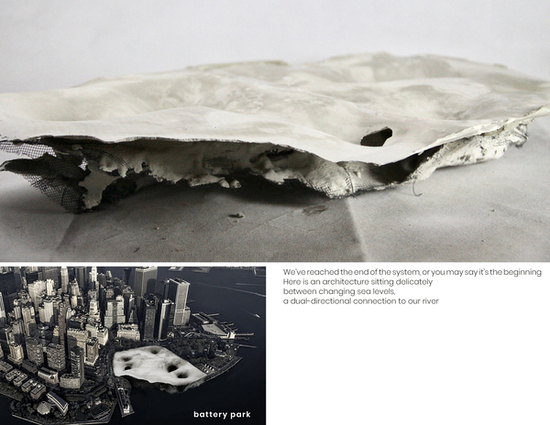 We've reached the end of the system, or you may say it's the beginning
Here is an architecture sitting delicately
between changing sea levels,
a dual-directional connection to our river
battery park